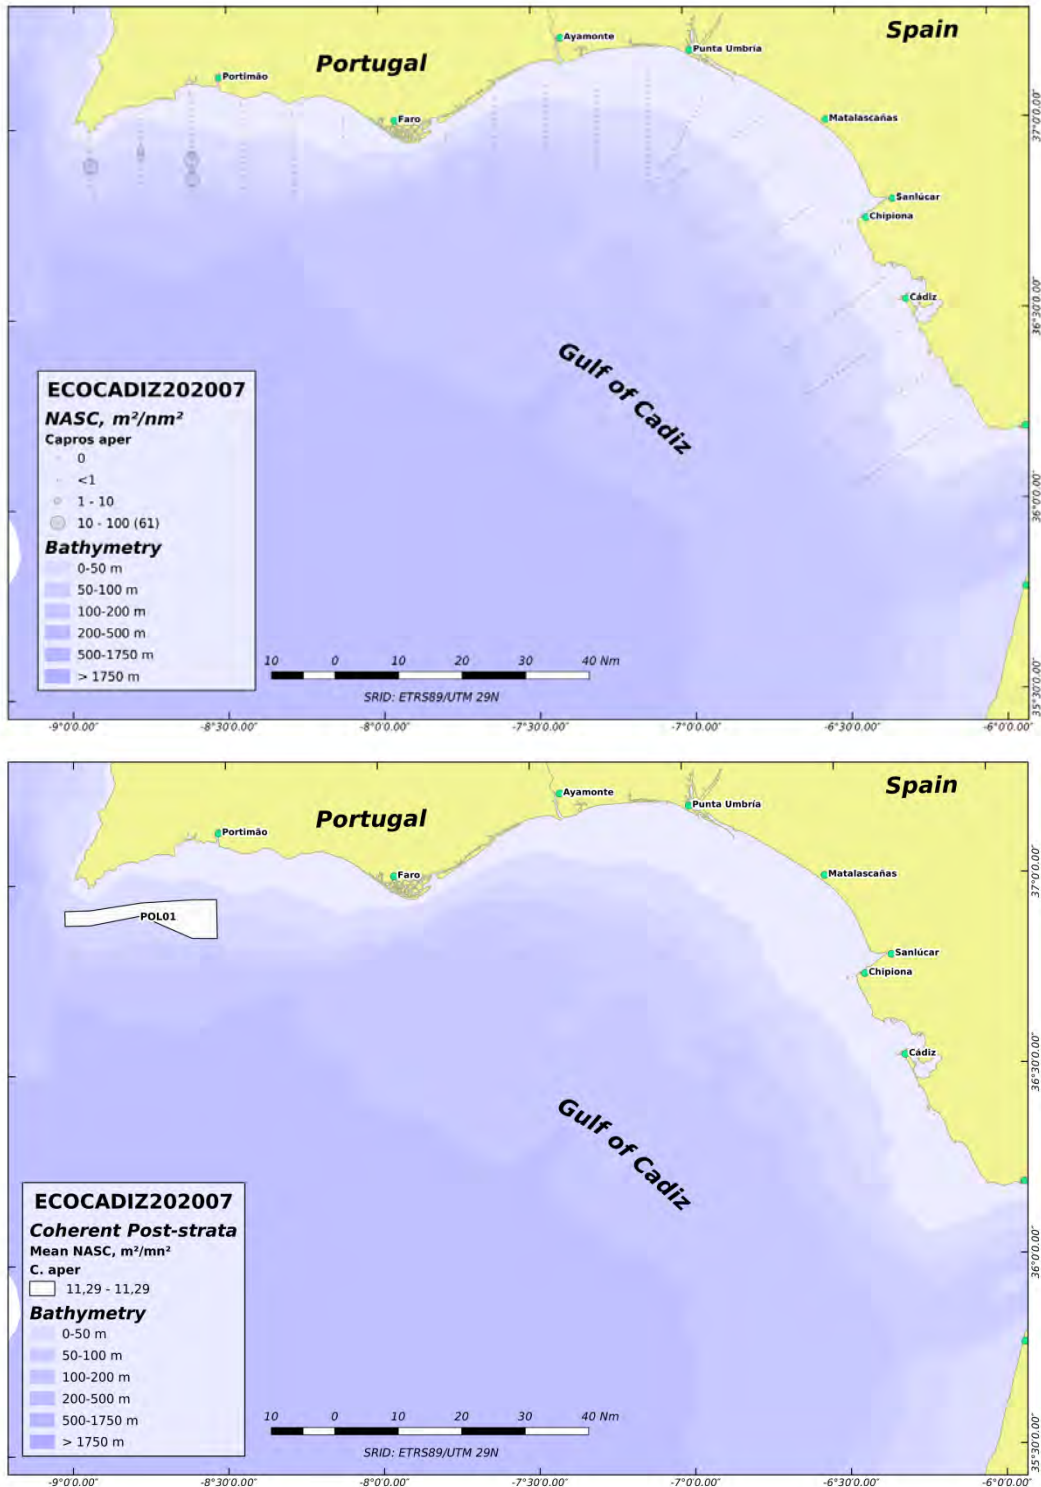 Spain
Ayamonte
Punta Umbría
Portugal
Portimão
37°0'0.00"
Faro
Matalascañas
Sanlúcar
Chipiona
Cádiz
36°30'0.00"
Gulf of Cadiz
ECOCADIZ202007
NASC, m²/nm²
Capros aper
0
<1
1 - 10
10 - 100 (61)
Bathymetry
0-50 m
50-100 m
100-200 m
200-500 m
500-1750 m
> 1750 m
36°0'0.00"
10 0 10 20 30 40 Nm
SRID: ETRS89/UTM 29N
35°30'0.00"
-9°0'0.00" -8°30'0.00" -8°0'0.00" -7°30'0.00" -7°0'0.00" -6°30'0.00" -6°0'0.00"
Spain
Ayamonte
Punta Umbría
Portugal
Portimão
37°0'0.00"
Faro
Matalascañas
POL01
Sanlúcar
Chipiona
Cádiz
36°30'0.00"
Gulf of Cadiz
ECOCADIZ202007
Coherent Post-strata
Mean NASC, m²/mn²
C. aper
11,29 - 11,29
Bathymetry
0-50 m
50-100 m
100-200 m
200-500 m
500-1750 m
> 1750 m
36°0'0.00"
10 0 10 20 30 40 Nm
SRID: ETRS89/UTM 29N
35°30'0.00"
-9°0'0.00" -8°30'0.00" -8°0'0.00" -7°30'0.00" -7°0'0.00" -6°30'0.00" -6°0'0.00"